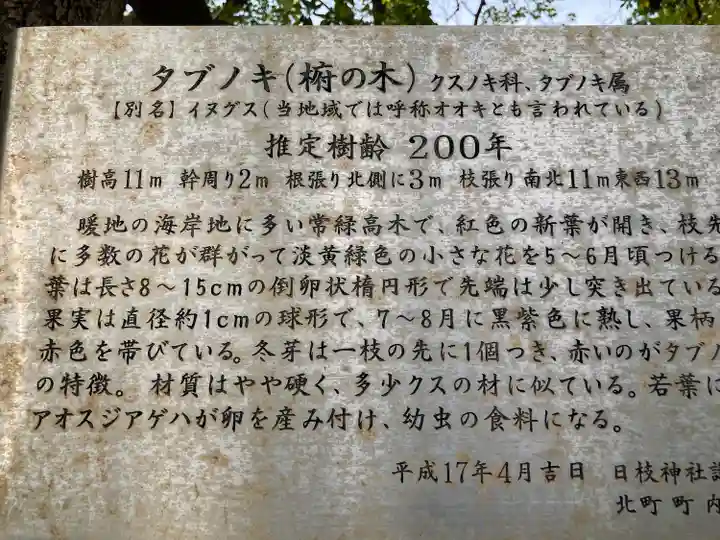 タブノキ(椨の木) クスノキ科、タブノキ属
【別名】イヌグス(当地域では呼称オオキとも言われている)
推定樹齢 200年
樹高11m 幹周り2m 根張り北側に3m 枝張り南北11m東西13m
暖地の海岸地に多い常緑高木で、紅色の新葉が開き、枝先
に多数の花が群がって淡黄緑色の小さな花を5〜6月頃つける
葉は長さ8〜15cmの倒卵状楕円形で先端は少し突き出ている
果実は直径約1cmの球形で、7〜8月に黒紫色に熟し、果柄
赤色を帯びている。冬芽は一枝の先に1個つき、赤いのがタブノ
の特徴。 材質はやや硬く、多少クスの材に似ている。若葉に
アオスジアゲハが卵を産み付け、幼虫の食料になる。
平成17年4月吉日 日枝神社
北町町内